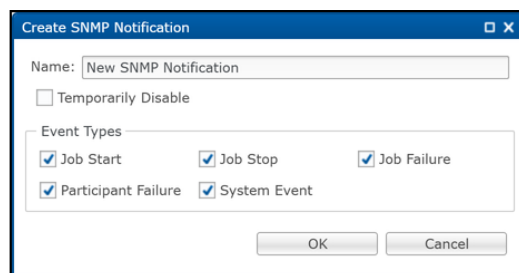 Create SNMP Notification
Name: New SNMP Notification
Temporarily Disable
Event Types
Job Start Job Stop Job Failure
Participant Failure System Event
OK Cancel